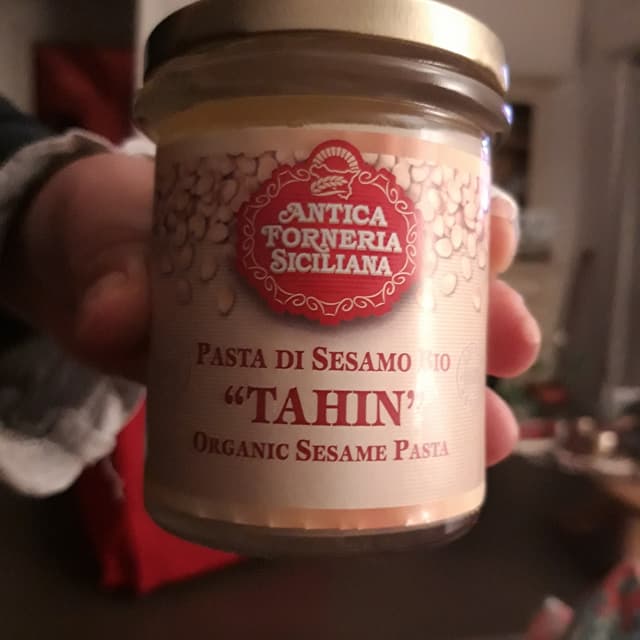 ANTICA
FORNERIA
SICILIANA
PASTA DI SESAMO BIO
"TAHIN"
ORGANIC SESAME PASTA